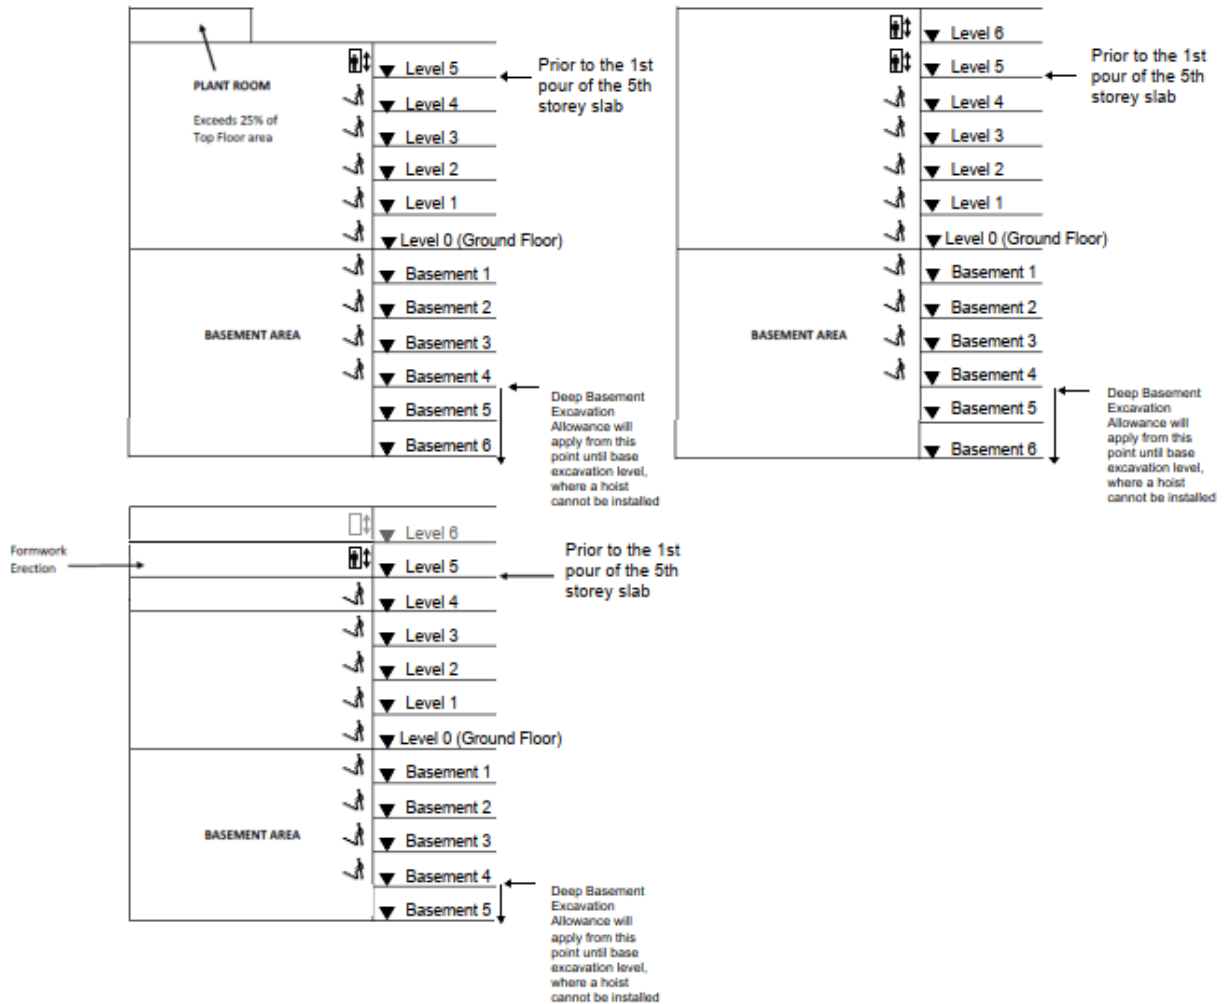 PLANT ROOM
Exceeds 25% of
Top Floor area
Level 5
Level 4
Level 3
Level 2
Level 1
Level 0 (Ground Floor)
Prior to the 1st
pour of the 5th
storey slab
BASEMENT AREA
Basement 1
Basement 2
Basement 3
Basement 4
Basement 5
Basement 6
Deep Basement
Excavation
Allowance will
apply from this
point until base
excavation level,
where a hoist
cannot be installed
Level 6
Level 5
Level 4
Level 3
Level 2
Level 1
Level 0 (Ground Floor)
Prior to the 1st
pour of the 5th
storey slab
BASEMENT AREA
Basement 1
Basement 2
Basement 3
Basement 4
Basement 5
Basement 6
Deep Basement
Excavation
Allowance will
apply from this
point until base
excavation level,
where a hoist
cannot be installed
Formwork
Erection
Level 6
Level 5
Level 4
Level 3
Level 2
Level 1
Level 0 (Ground Floor)
Prior to the 1st
pour of the 5th
storey slab
BASEMENT AREA
Basement 1
Basement 2
Basement 3
Basement 4
Basement 5
Deep Basement
Excavation
Allowance will
apply from this
point until base
excavation level,
where a hoist
cannot be installed